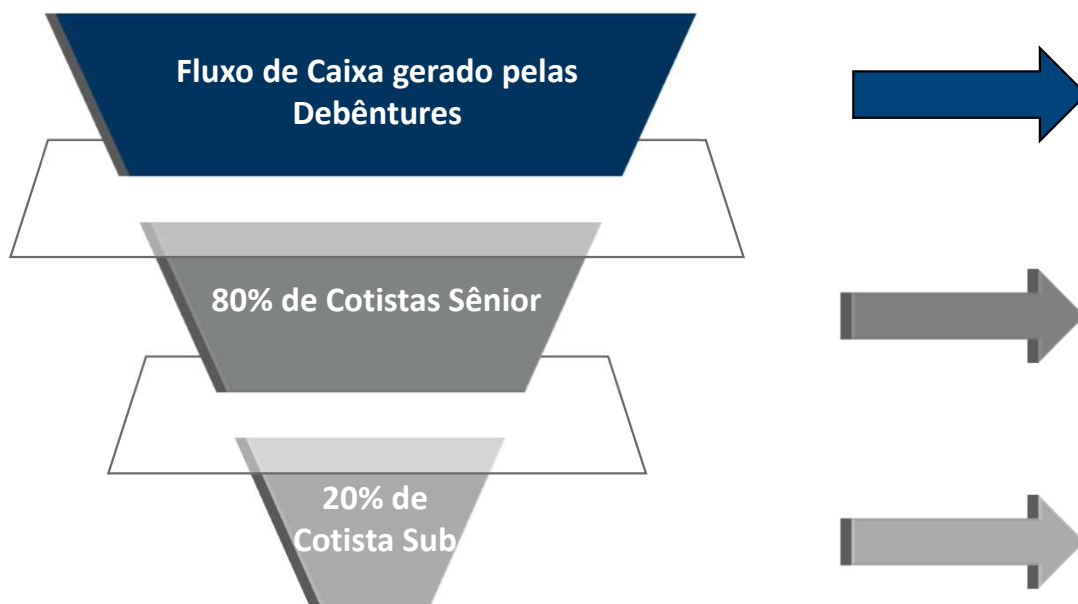 Fluxo de Caixa gerado pelas
Debêntures
80% de Cotistas Sênior
20% de
Cotista Sub